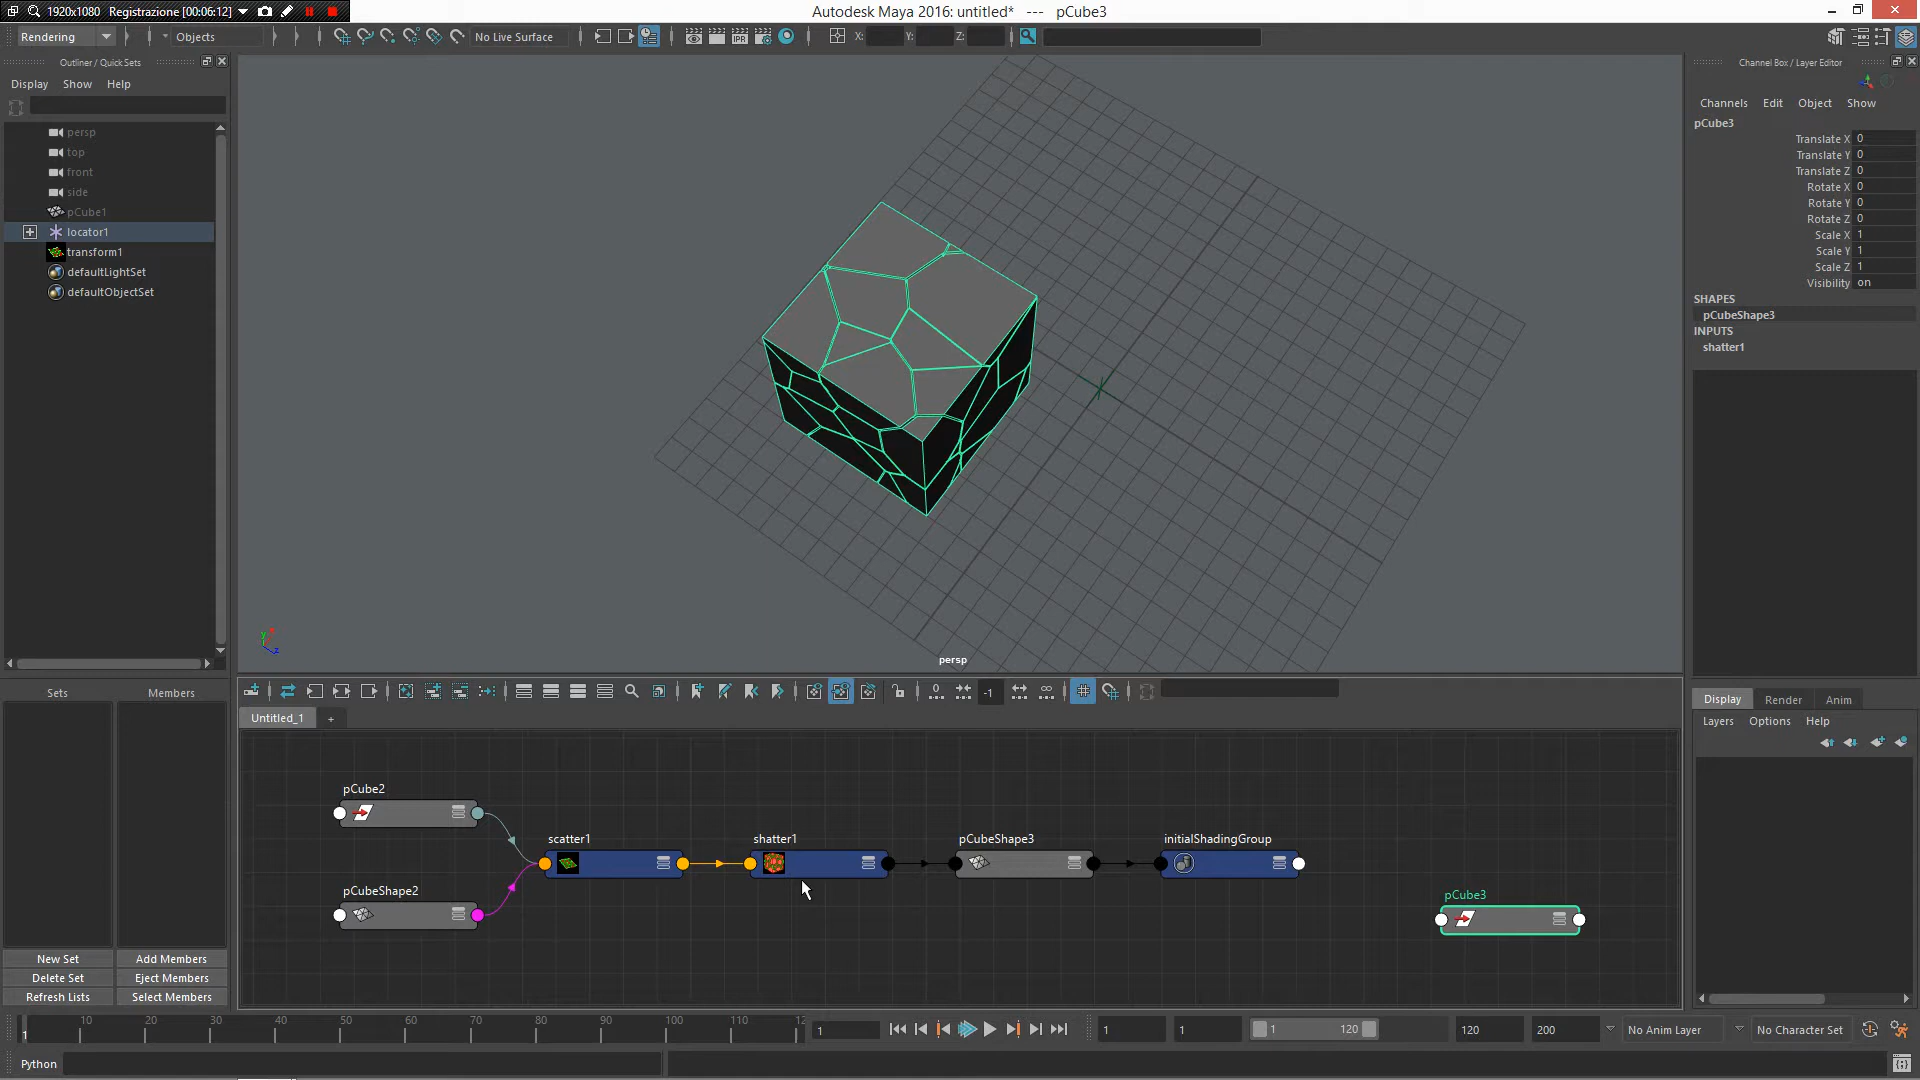 1920x1080 Registrazione [00:06:12]
Autodesk Maya 2016: untitled* --- pCube3
Rendering Objects No Live Surface X: Y: Z:
Outliner / Quick Sets
Display Show Help
persp
top
front
side
pCube1
locator1
transform1
defaultLightSet
defaultObjectSet
Sets Members
New Set Add Members
Delete Set Eject Members
Refresh Lists Select Members
persp
IPR
0 -1 ∞
Untitled_1 +
pCube2
pCubeShape2
scatter1
shatter1
pCubeShape3
initialShadingGroup
pCube3
Channel Box / Layer Editor
Channels Edit Object Show
pCube3
Translate X 0
Translate Y 0
Translate Z 0
Rotate X 0
Rotate Y 0
Rotate Z 0
Scale X 1
Scale Y 1
Scale Z 1
Visibility on
SHAPES
pCubeShape3
INPUTS
shatter1
Display Render Anim
Layers Options Help
1 10 20 30 40 50 60 70 80 90 100 110 12
1 1 1 1 120 120 200 No Anim Layer No Character Set
Python